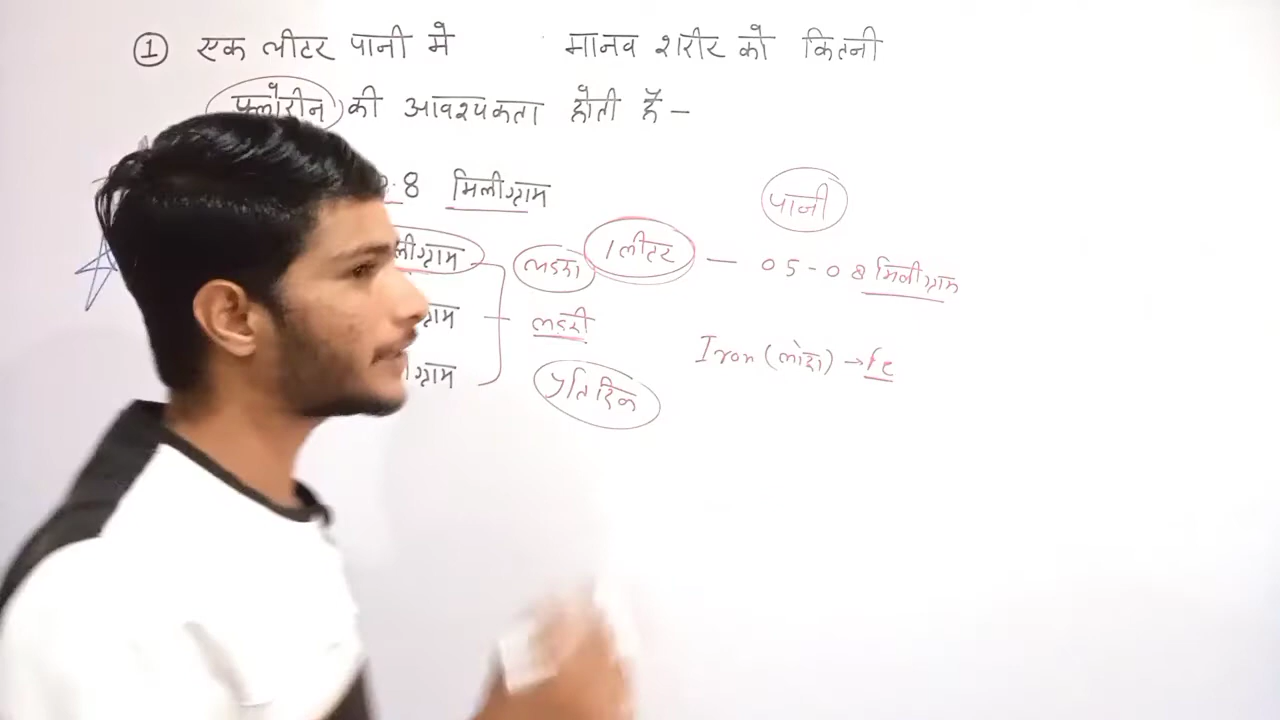 ① एक लीटर पानी मे मानव शरीर को कितनी
फ्लोरीन की आवश्यकता होती है –
8 मिलीग्राम
पानी
लीग्राम
लड़का
1 लीटर — 05-08 मिलीग्राम
ग्राम
लड़की
Iron (लोहा) → Fe
ग्राम
प्रतिदिन